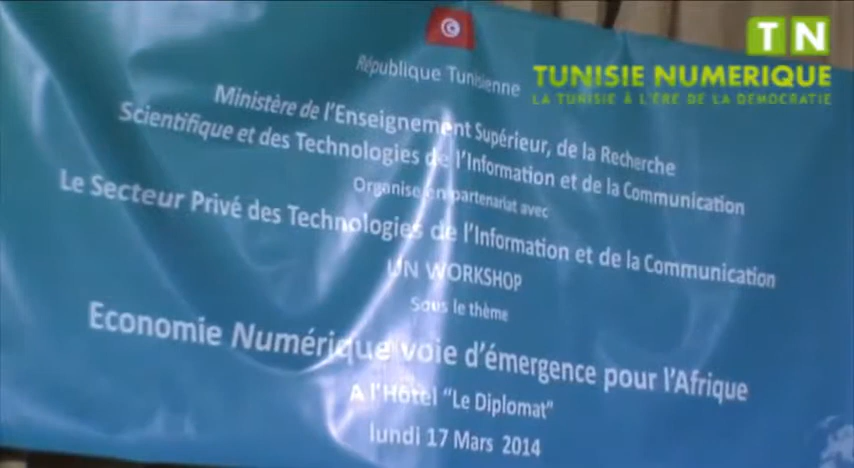 TN
TUNISIE NUMERIQUE
LA TUNISIE À L'ÈRE DE LA DEMOCRATIE
République Tunisienne
Ministère de l'Enseignement Supérieur, de la Recherche
Scientifique et des Technologies de l'Information et de la Communication
Organise en partenariat avec
Le Secteur Privé des Technologies de l'Information et de la Communication
UN WORKSHOP
Sous le thème
Economie Numérique voie d'émergence pour l'Afrique
A l'Hôtel "Le Diplomat"
lundi 17 Mars 2014